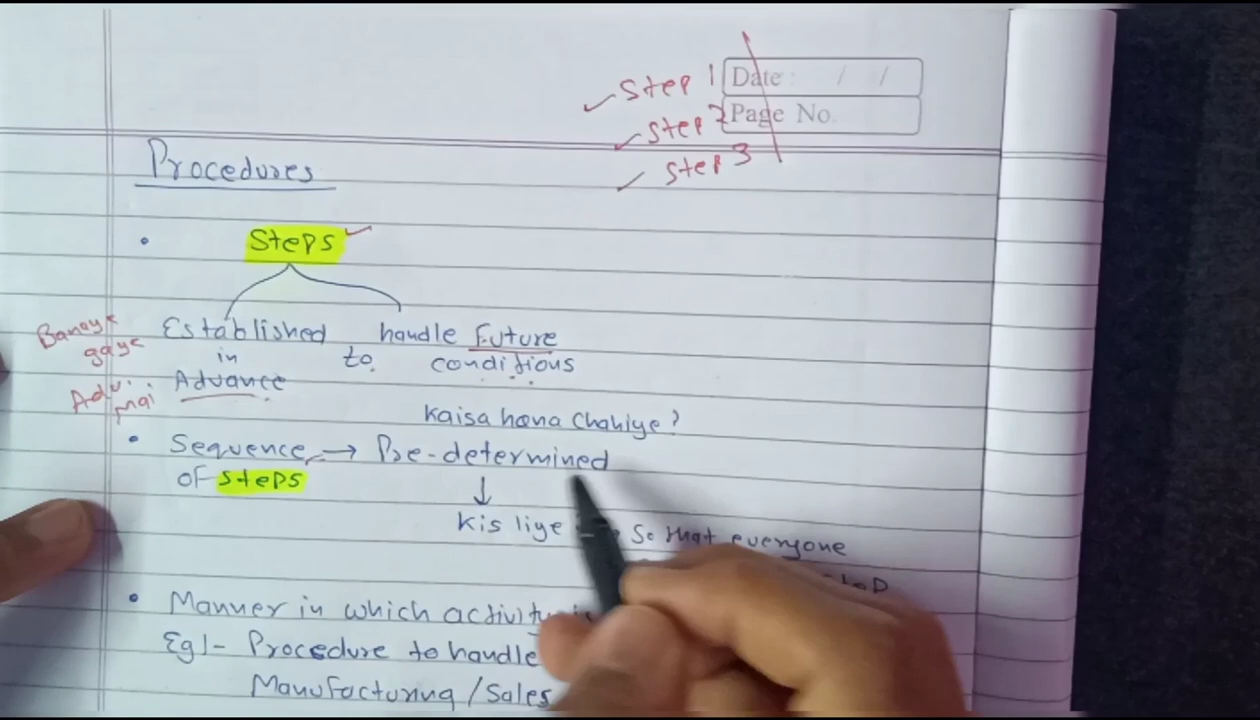 Step 1
Date : / /
Step 2
Page No.
Step 3
Procedures
• Steps
Established handle Future
in to conditions
Advance
Banaye
gaye
Adv.
mai
Kaisa hona Chahiye?
• Sequence → Pre-determined
of steps
↓
Kis liye So that everyone
• Manner in which activity is
Eg1- Procedure to handle
Manufacturing / Sales